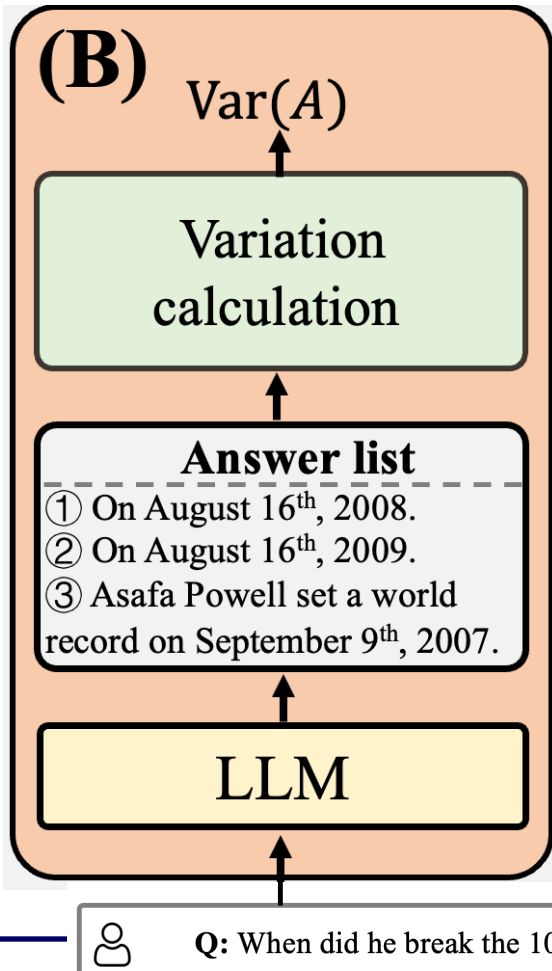 (B)
Var(A)
Variation
calculation
Answer list
① On August 16th, 2008.
② On August 16th, 2009.
③ Asafa Powell set a world
record on September 9th, 2007.
LLM
Q: When did he break the 10